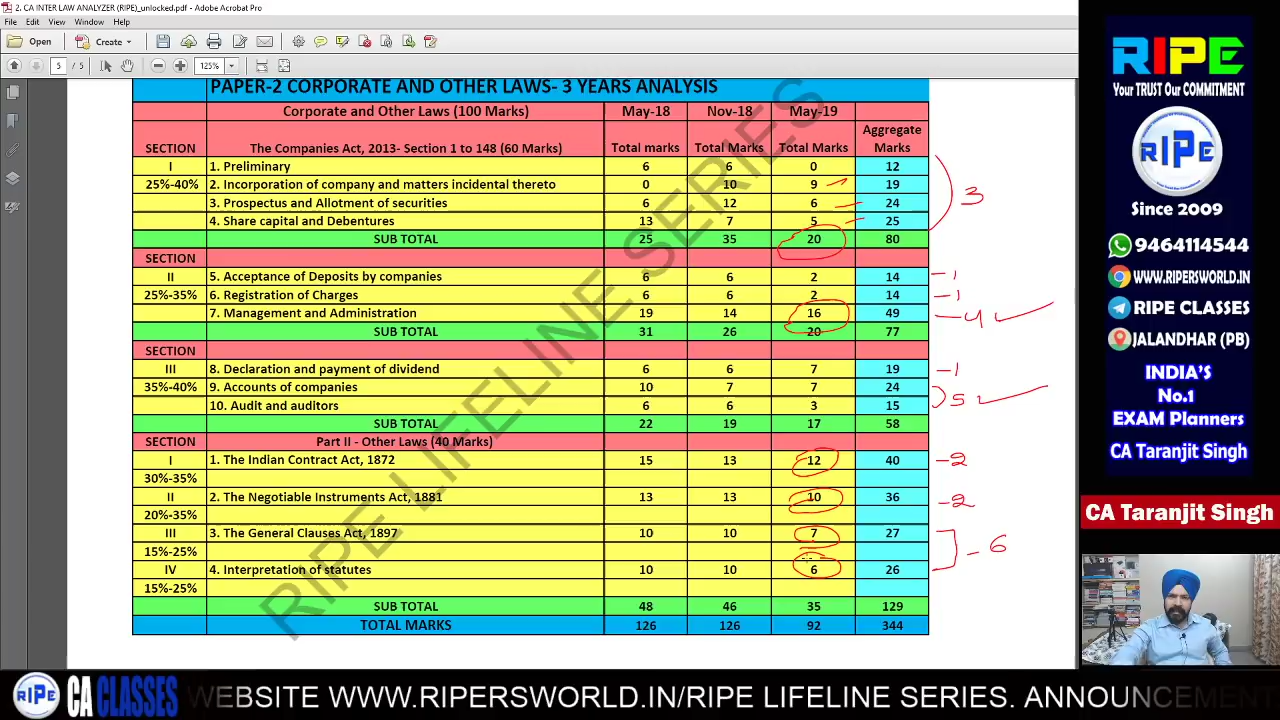 2. CA INTER LAW ANALYZER (RIPE)_unlocked.pdf - Adobe Acrobat Pro
File Edit View Window Help
Open Create
5 / 5 125%
PAPER-2 CORPORATE AND OTHER LAWS- 3 YEARS ANALYSIS
Corporate and Other Laws (100 Marks) May-18 Nov-18 May-19
SECTION The Companies Act, 2013- Section 1 to 148 (60 Marks) Total marks Total Marks Total Marks Aggregate Marks
I 1. Preliminary 6 6 0 12
25%-40% 2. Incorporation of company and matters incidental thereto 0 10 9 19
3. Prospectus and Allotment of securities 6 12 6 24 3
4. Share capital and Debentures 13 7 5 25
SUB TOTAL 25 35 20 80
SECTION
II 5. Acceptance of Deposits by companies 6 6 2 14 -1
25%-35% 6. Registration of Charges 6 6 2 14 -1
7. Management and Administration 19 14 16 49 -4
SUB TOTAL 31 26 20 77
SECTION
III 8. Declaration and payment of dividend 6 6 7 19 -1
35%-40% 9. Accounts of companies 10 7 7 24 5
10. Audit and auditors 6 6 3 15
SUB TOTAL 22 19 17 58
SECTION Part II - Other Laws (40 Marks)
I 1. The Indian Contract Act, 1872 15 13 12 40 -2
30%-35%
II 2. The Negotiable Instruments Act, 1881 13 13 10 36 -2
20%-35%
III 3. The General Clauses Act, 1897 10 10 7 27 -6
15%-25%
IV 4. Interpretation of statutes 10 10 6 26
15%-25%
SUB TOTAL 48 46 35 129
TOTAL MARKS 126 126 92 344
RIPE LIFELINE SERIES
RIPE
Your TRUST Our COMMITMENT
RIPE
Since 2009
9464114544
WWW.RIPERSWORLD.IN
RIPE CLASSES
JALANDHAR (PB)
INDIA'S
No.1
EXAM Planners
CA Taranjit Singh
CA Taranjit Singh
RIPE CA CLASSES WEBSITE WWW.RIPERSWORLD.IN/RIPE LIFELINE SERIES. ANNOUNCEMENT